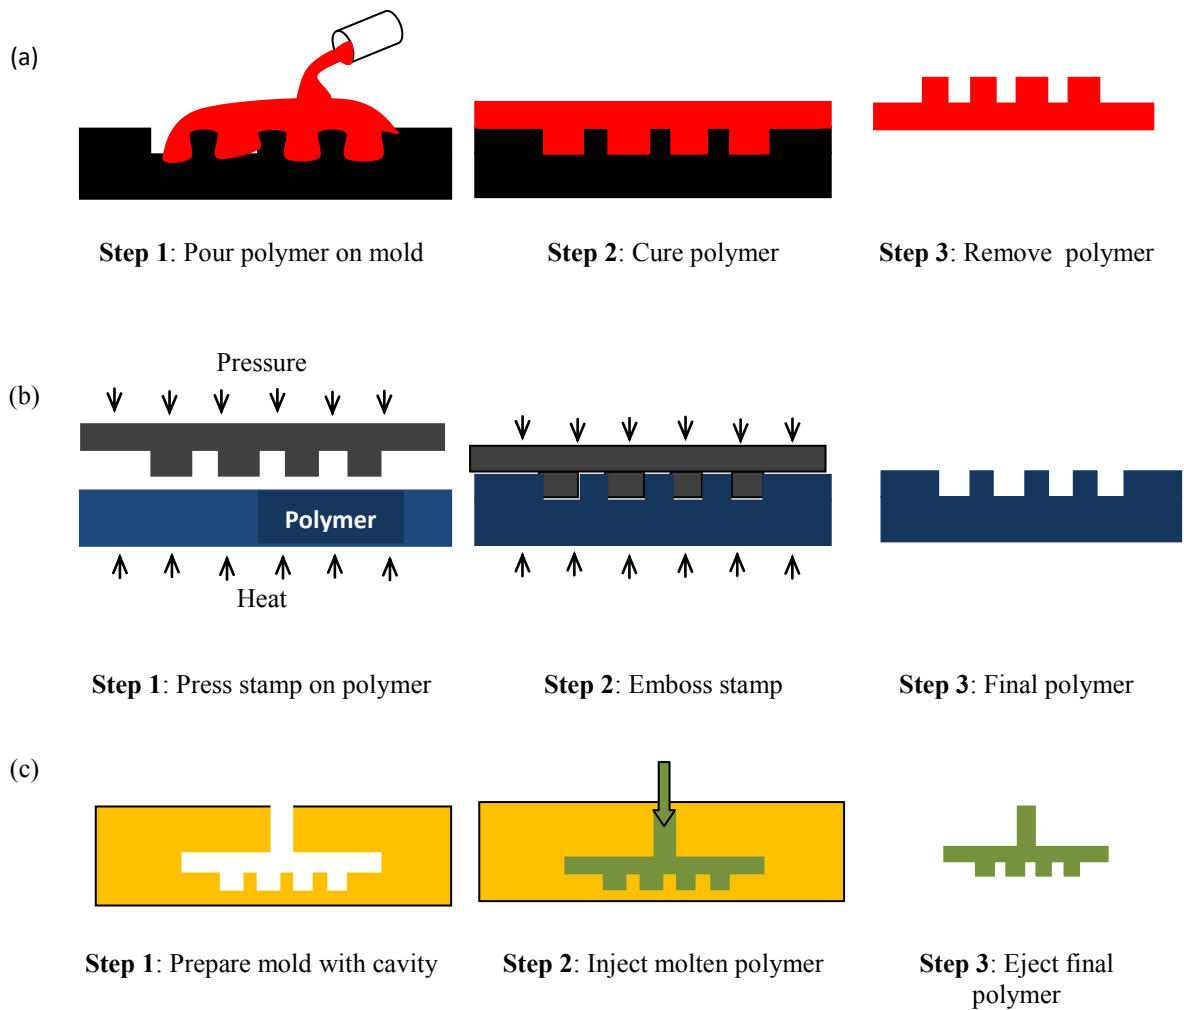 (a)
Step 1: Pour polymer on mold
Step 2: Cure polymer
Step 3: Remove polymer
Pressure
(b)
Polymer
Heat
Step 1: Press stamp on polymer
Step 2: Emboss stamp
Step 3: Final polymer
(c)
Step 1: Prepare mold with cavity
Step 2: Inject molten polymer
Step 3: Eject final
polymer